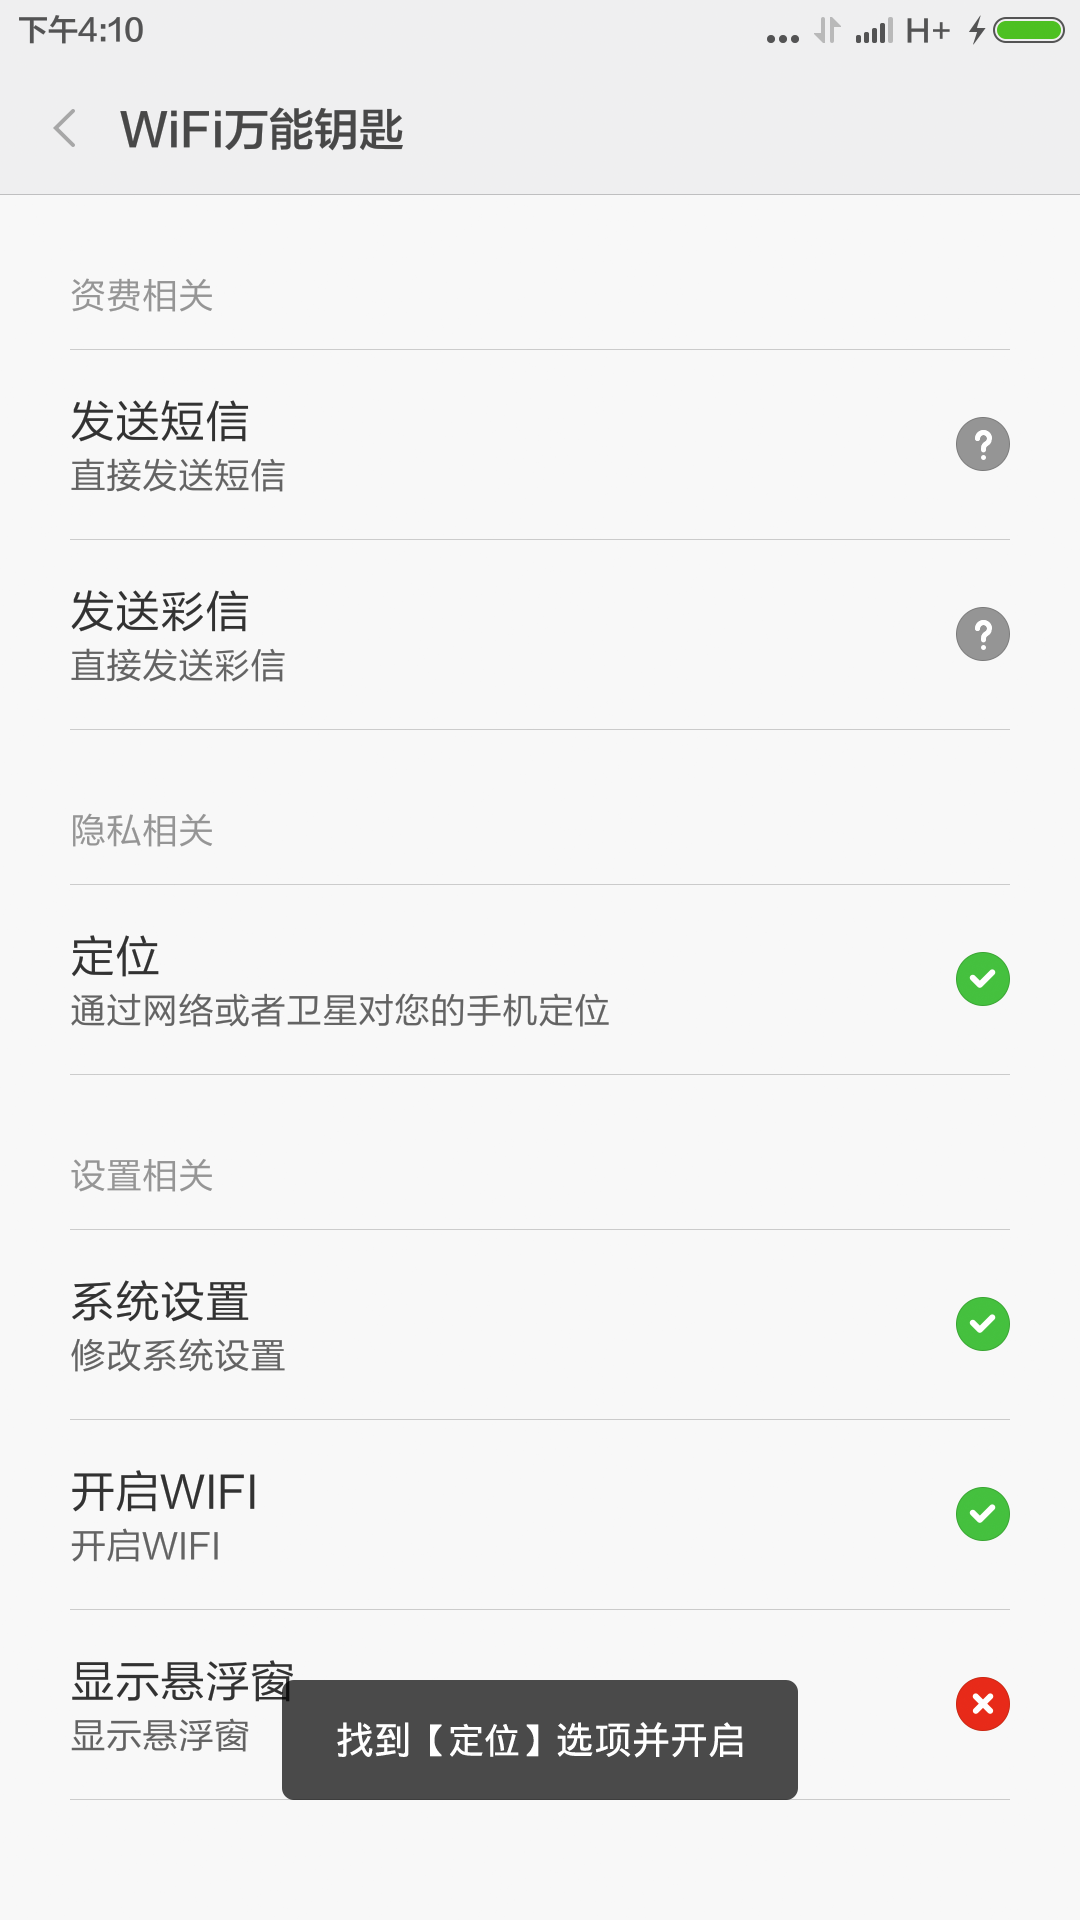 下午4:10
H+
WiFi万能钥匙
资费相关
发送短信
直接发送短信
发送彩信
直接发送彩信
隐私相关
定位
通过网络或者卫星对您的手机定位
设置相关
系统设置
修改系统设置
开启WIFI
开启WIFI
显示悬浮窗
显示悬浮窗
找到【定位】选项并开启